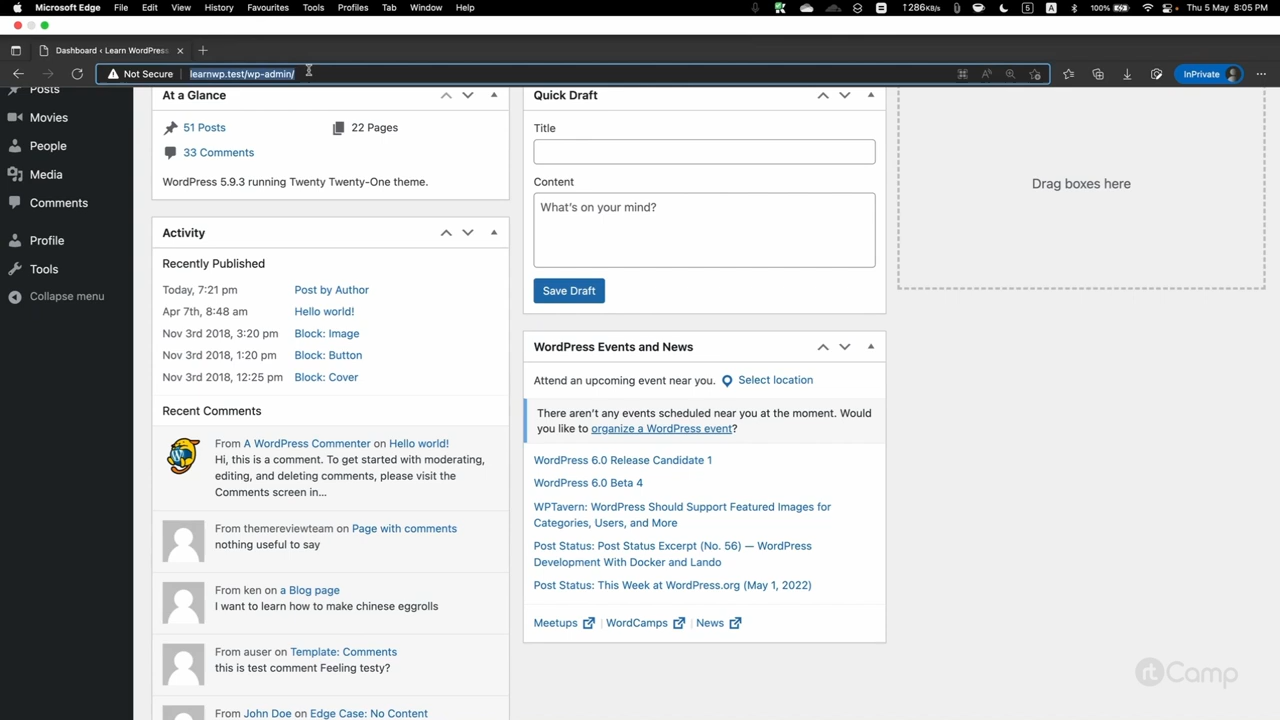 Microsoft Edge File Edit View History Favourites Tools Profiles Tab Window Help
286KB/s 5 A 100% Thu 5 May 8:05 PM
Dashboard ‹ Learn WordPress
Not Secure learnwp.test/wp-admin/
InPrivate
Posts
Movies
People
Media
Comments
Profile
Tools
Collapse menu
At a Glance
51 Posts
22 Pages
33 Comments
WordPress 5.9.3 running Twenty Twenty-One theme.
Activity
Recently Published
Today, 7:21 pm Post by Author
Apr 7th, 8:48 am Hello world!
Nov 3rd 2018, 3:20 pm Block: Image
Nov 3rd 2018, 1:20 pm Block: Button
Nov 3rd 2018, 12:25 pm Block: Cover
Recent Comments
From A WordPress Commenter on Hello world!
Hi, this is a comment. To get started with moderating,
editing, and deleting comments, please visit the
Comments screen in…
From themereviewteam on Page with comments
nothing useful to say
From ken on a Blog page
I want to learn how to make chinese eggrolls
From auser on Template: Comments
this is test comment Feeling testy?
From John Doe on Edge Case: No Content
Quick Draft
Title
Content
What's on your mind?
Save Draft
WordPress Events and News
Attend an upcoming event near you. Select location
There aren't any events scheduled near you at the moment. Would
you like to organize a WordPress event?
WordPress 6.0 Release Candidate 1
WordPress 6.0 Beta 4
WPTavern: WordPress Should Support Featured Images for
Categories, Users, and More
Post Status: Post Status Excerpt (No. 56) — WordPress
Development With Docker and Lando
Post Status: This Week at WordPress.org (May 1, 2022)
Meetups | WordCamps | News
Drag boxes here
rtCamp